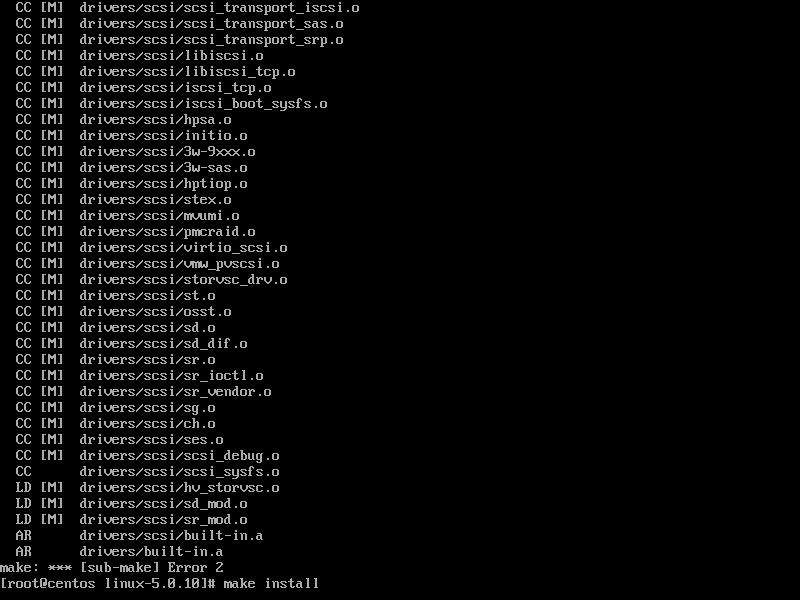 CC [M]  drivers/scsi/scsi_transport_iscsi.o
CC [M]  drivers/scsi/scsi_transport_sas.o
CC [M]  drivers/scsi/scsi_transport_srp.o
CC [M]  drivers/scsi/libiscsi.o
CC [M]  drivers/scsi/libiscsi_tcp.o
CC [M]  drivers/scsi/iscsi_tcp.o
CC [M]  drivers/scsi/iscsi_boot_sysfs.o
CC [M]  drivers/scsi/hpsa.o
CC [M]  drivers/scsi/initio.o
CC [M]  drivers/scsi/3w-9xxx.o
CC [M]  drivers/scsi/3w-sas.o
CC [M]  drivers/scsi/hptiop.o
CC [M]  drivers/scsi/stex.o
CC [M]  drivers/scsi/mvumi.o
CC [M]  drivers/scsi/pmcraid.o
CC [M]  drivers/scsi/virtio_scsi.o
CC [M]  drivers/scsi/vmw_pvscsi.o
CC [M]  drivers/scsi/storvsc_drv.o
CC [M]  drivers/scsi/st.o
CC [M]  drivers/scsi/osst.o
CC [M]  drivers/scsi/sd.o
CC [M]  drivers/scsi/sd_dif.o
CC [M]  drivers/scsi/sr.o
CC [M]  drivers/scsi/sr_ioctl.o
CC [M]  drivers/scsi/sr_vendor.o
CC [M]  drivers/scsi/sg.o
CC [M]  drivers/scsi/ch.o
CC [M]  drivers/scsi/ses.o
CC [M]  drivers/scsi/scsi_debug.o
CC      drivers/scsi/scsi_sysfs.o
LD [M]  drivers/scsi/hv_storvsc.o
LD [M]  drivers/scsi/sd_mod.o
LD [M]  drivers/scsi/sr_mod.o
AR      drivers/scsi/built-in.a
AR      drivers/built-in.a
make: *** [sub-make] Error 2
[root@centos linux-5.0.10]# make install